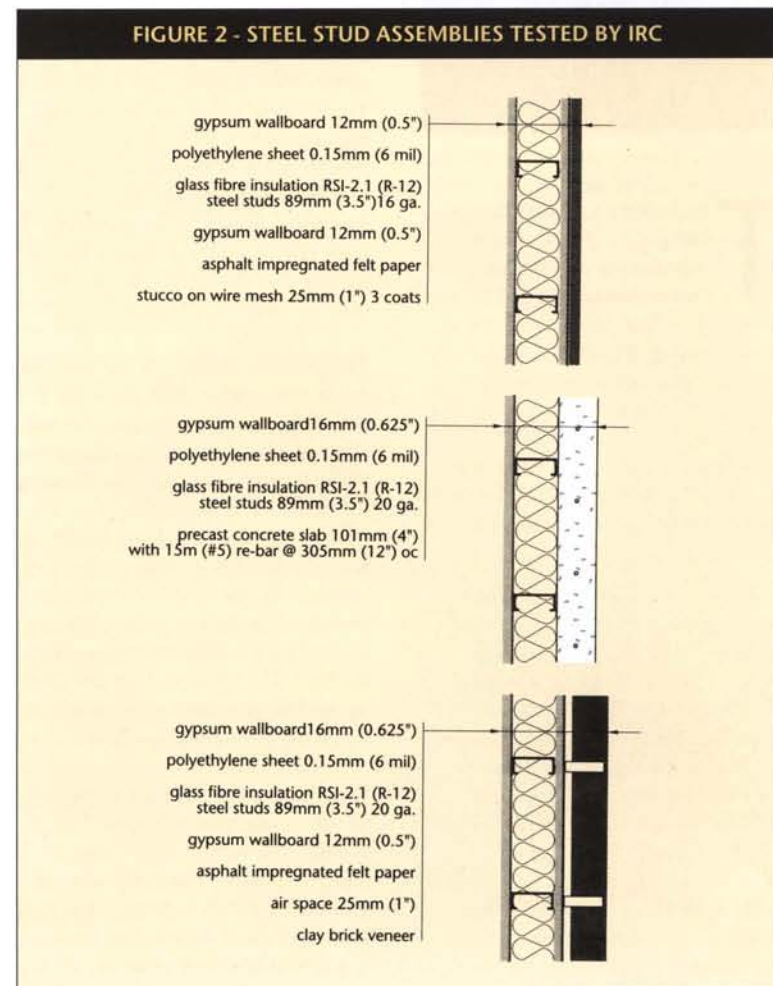 FIGURE 2 - STEEL STUD ASSEMBLIES TESTED BY IRC
gypsum wallboard 12mm (0.5")
polyethylene sheet 0.15mm (6 mil)
glass fibre insulation RSI-2.1 (R-12)
steel studs 89mm (3.5")16 ga.
gypsum wallboard 12mm (0.5")
asphalt impregnated felt paper
stucco on wire mesh 25mm (1") 3 coats
gypsum wallboard16mm (0.625")
polyethylene sheet 0.15mm (6 mil)
glass fibre insulation RSI-2.1 (R-12)
steel studs 89mm (3.5") 20 ga.
precast concrete slab 101mm (4")
with 15m (#5) re-bar @ 305mm (12") oc
gypsum wallboard16mm (0.625")
polyethylene sheet 0.15mm (6 mil)
glass fibre insulation RSI-2.1 (R-12)
steel studs 89mm (3.5") 20 ga.
gypsum wallboard 12mm (0.5")
asphalt impregnated felt paper
air space 25mm (1")
clay brick veneer